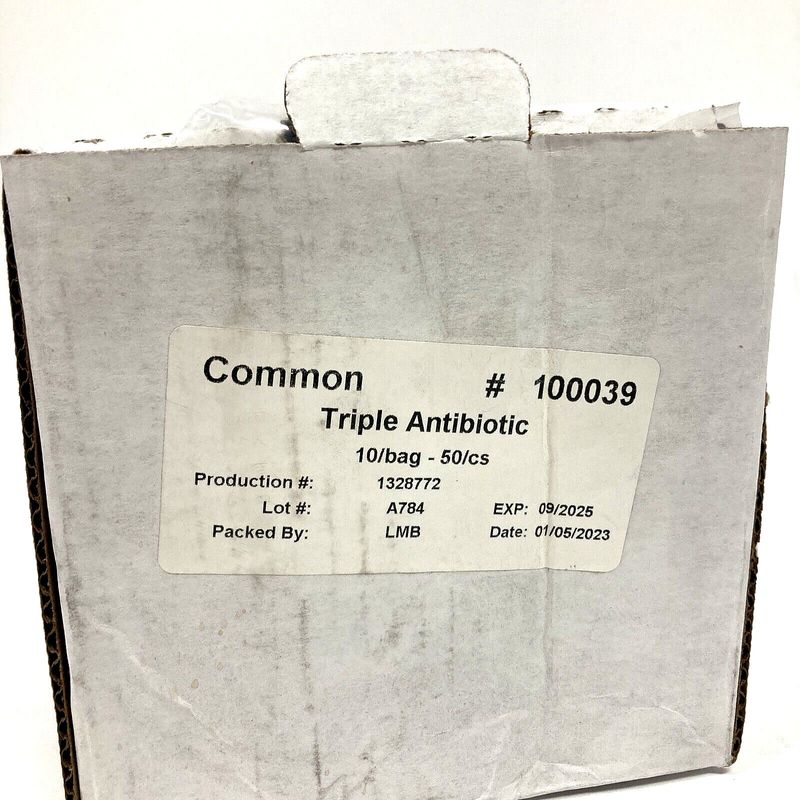 Common # 100039
Triple Antibiotic
10/bag - 50/cs
Production #: 1328772
Lot #: A784 EXP: 09/2025
Packed By: LMB Date: 01/05/2023